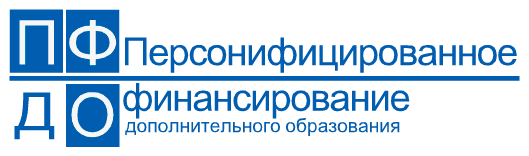 ПФ Персонифицированное
ДО финансирование
дополнительного образования